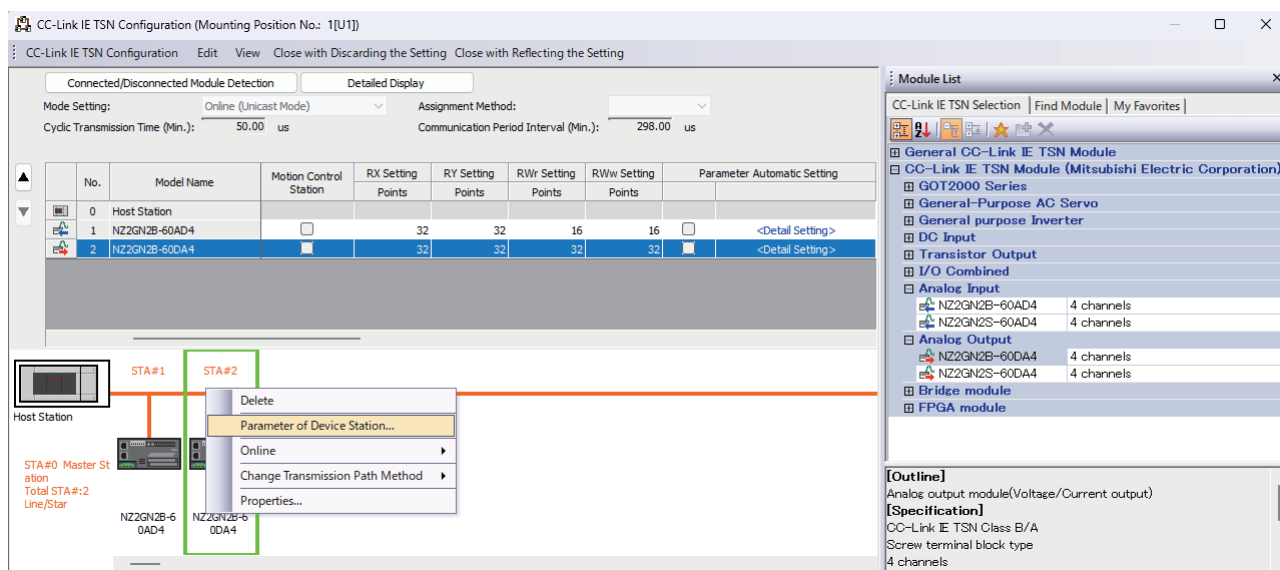 CC-Link IE TSN Configuration (Mounting Position No.: 1[U1])
CC-Link IE TSN Configuration Edit View Close with Discarding the Setting Close with Reflecting the Setting
Connected/Disconnected Module Detection Detailed Display
Mode Setting: Online (Unicast Mode) Assignment Method:
Cyclic Transmission Time (Min.): 50.00 us Communication Period Interval (Min.): 298.00 us
No. Model Name Motion Control Station RX Setting RY Setting RWr Setting RWw Setting Parameter Automatic Setting
Points Points Points Points
0 Host Station
1 NZ2GN2B-60AD4 32 32 16 16 <Detail Setting>
2 NZ2GN2B-60DA4 32 32 32 32 <Detail Setting>
STA#1 STA#2
Host Station
STA#0 Master St
ation
Total STA#:2
Line/Star
NZ2GN2B-6
0AD4
NZ2GN2B-6
0DA4
Delete
Parameter of Device Station...
Online
Change Transmission Path Method
Properties...
Module List
CC-Link IE TSN Selection Find Module My Favorites
General CC-Link IE TSN Module
CC-Link IE TSN Module (Mitsubishi Electric Corporation)
GOT2000 Series
General-Purpose AC Servo
General purpose Inverter
DC Input
Transistor Output
I/O Combined
Analog Input
NZ2GN2B-60AD4 4 channels
NZ2GN2S-60AD4 4 channels
Analog Output
NZ2GN2B-60DA4 4 channels
NZ2GN2S-60DA4 4 channels
Bridge module
FPGA module
[Outline]
Analog output module(Voltage/Current output)
[Specification]
CC-Link IE TSN Class B/A
Screw terminal block type
4 channels